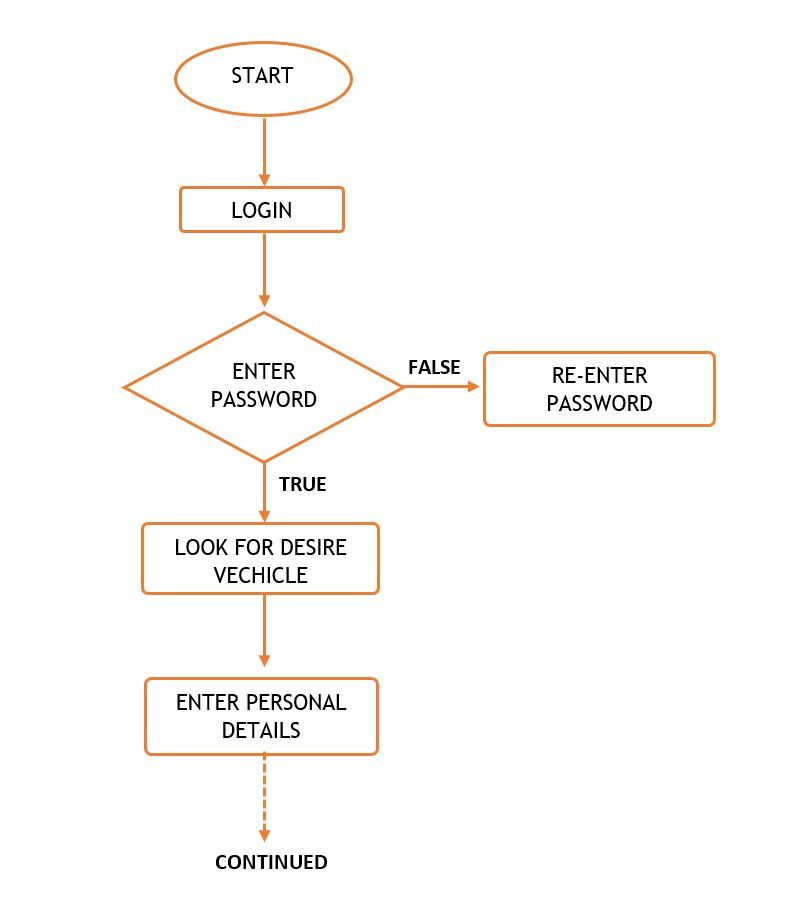 START
LOGIN
ENTER
PASSWORD
FALSE
RE-ENTER
PASSWORD
TRUE
LOOK FOR DESIRE
VECHICLE
ENTER PERSONAL
DETAILS
CONTINUED